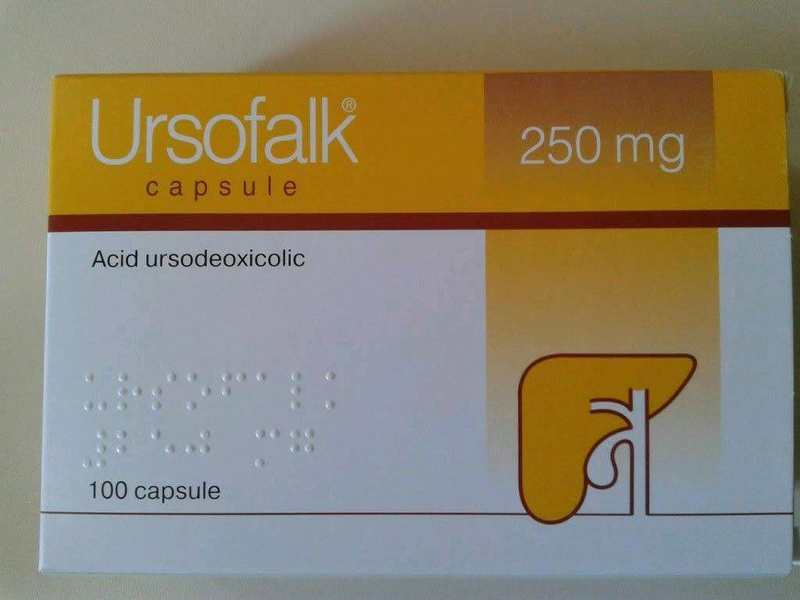 Ursofalk®
capsule
250 mg
Acid ursodeoxicolic
100 capsule